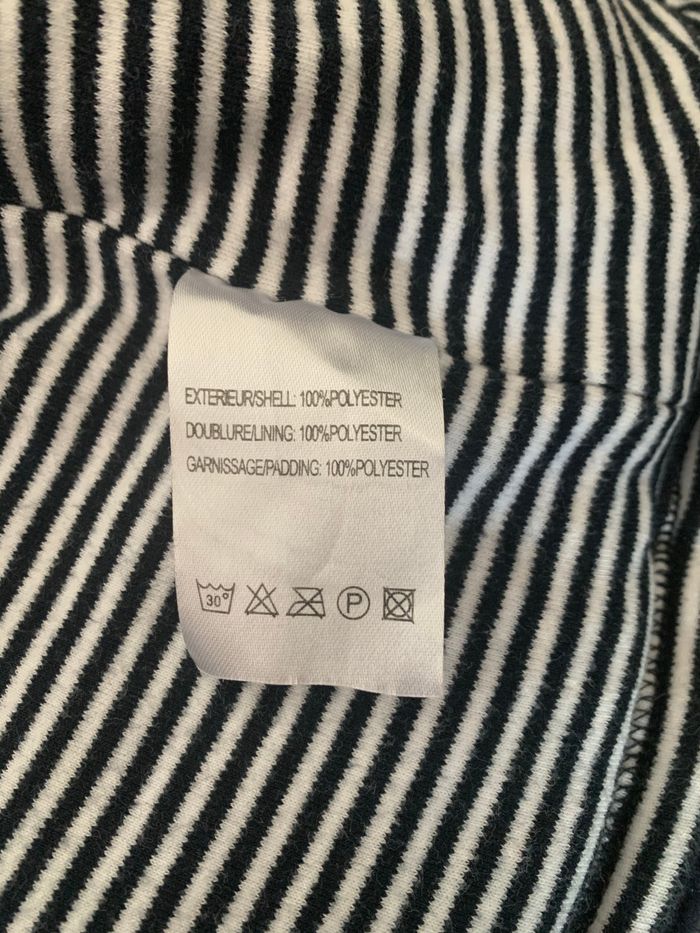 EXTERIEUR/SHELL: 100%POLYESTER
DOUBLURE/LINING: 100%POLYESTER
GARNISSAGE/PADDING: 100%POLYESTER
30° P